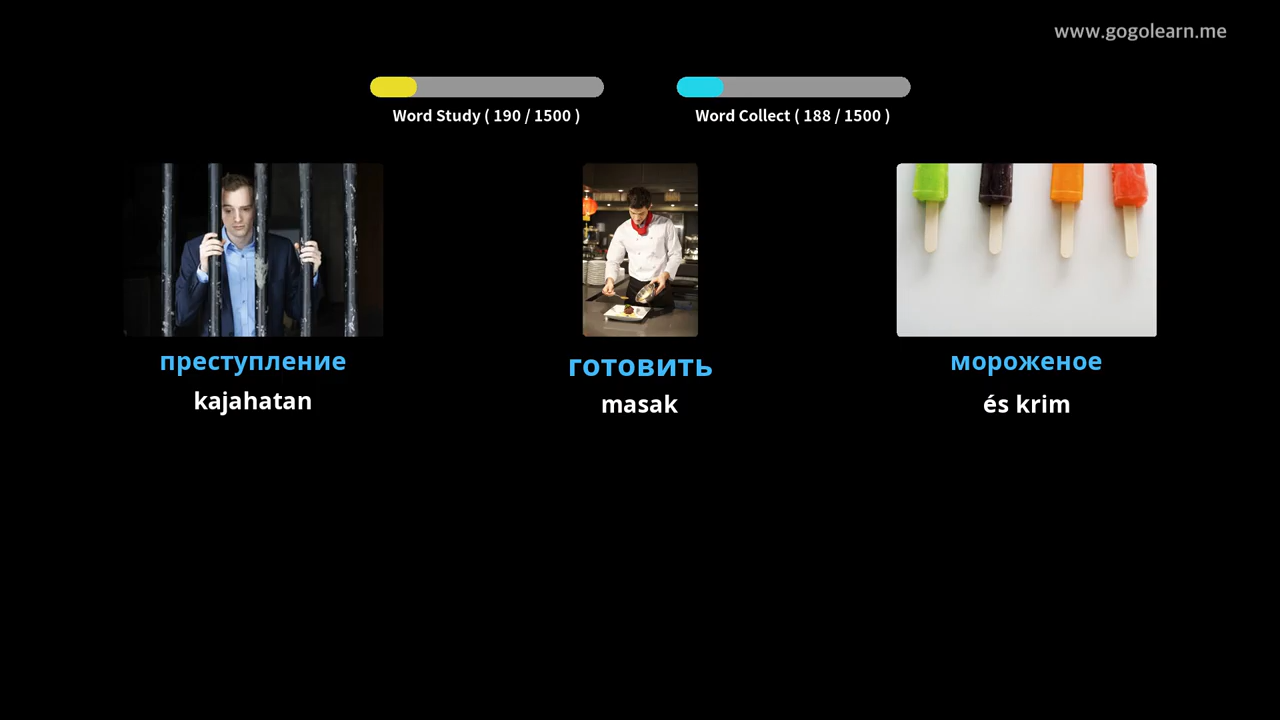 www.gogolearn.me
Word Study ( 190 / 1500 )
Word Collect ( 188 / 1500 )
преступление
готовить
мороженое
kajahatan
masak
és krim